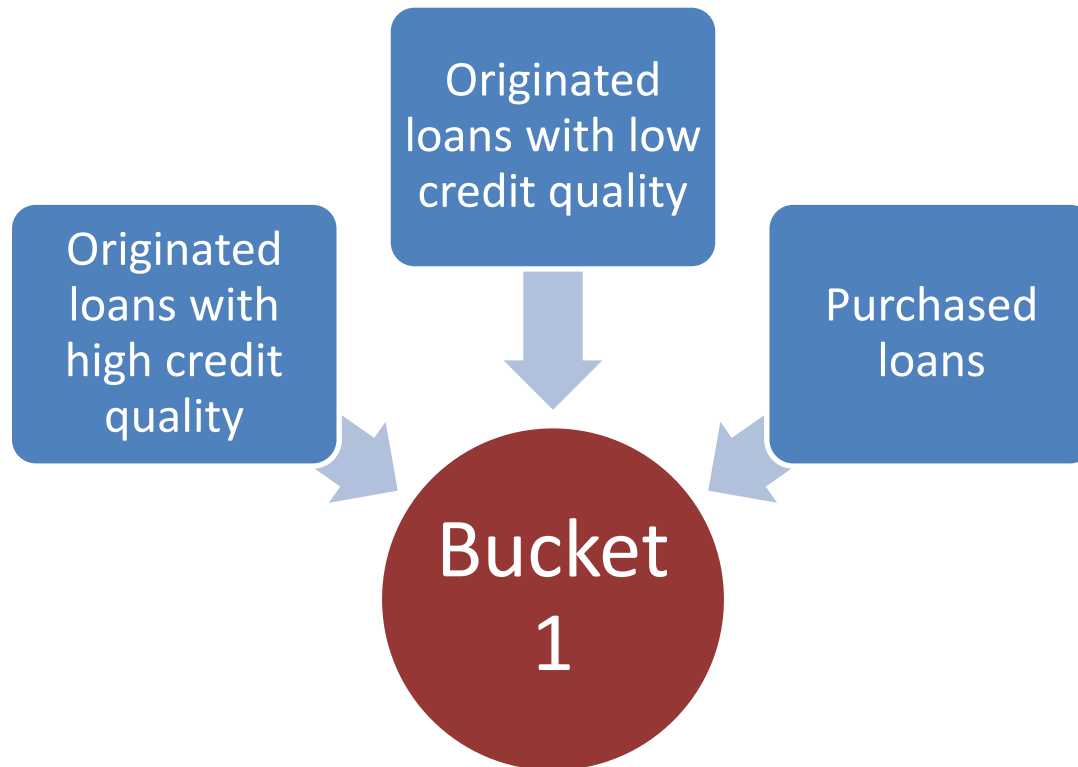 Originated
loans with low
credit quality
Originated
loans with
high credit
quality
Purchased
loans
Bucket
1